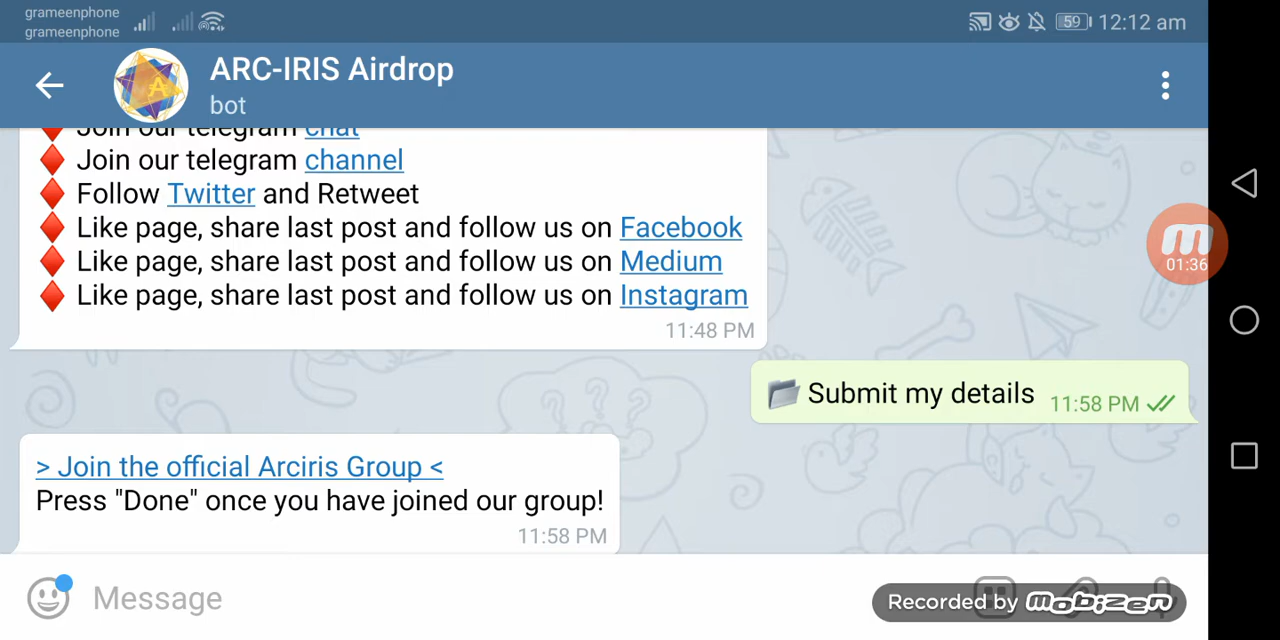 grameenphone
grameenphone
59
12:12 am
ARC-IRIS Airdrop
bot
Join our telegram chat
Join our telegram channel
Follow Twitter and Retweet
Like page, share last post and follow us on Facebook
Like page, share last post and follow us on Medium
Like page, share last post and follow us on Instagram
11:48 PM
01:36
Submit my details 11:58 PM
> Join the official Arciris Group <
Press "Done" once you have joined our group!
11:58 PM
Message
Recorded by mobizen